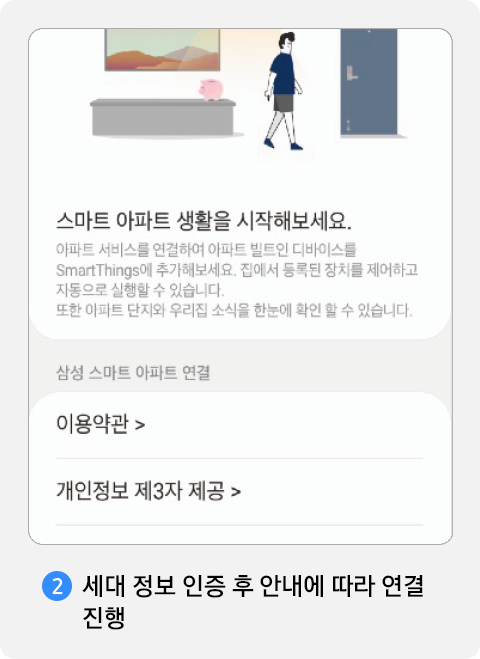 스마트 아파트 생활을 시작해보세요.
아파트 서비스를 연결하여 아파트 빌트인 디바이스를
SmartThings에 추가해보세요. 집에서 등록된 장치를 제어하고
자동으로 실행할 수 있습니다.
또한 아파트 단지와 우리집 소식을 한눈에 확인 할 수 있습니다.
삼성 스마트 아파트 연결
이용약관 >
개인정보 제3자 제공 >
2 세대 정보 인증 후 안내에 따라 연결
진행